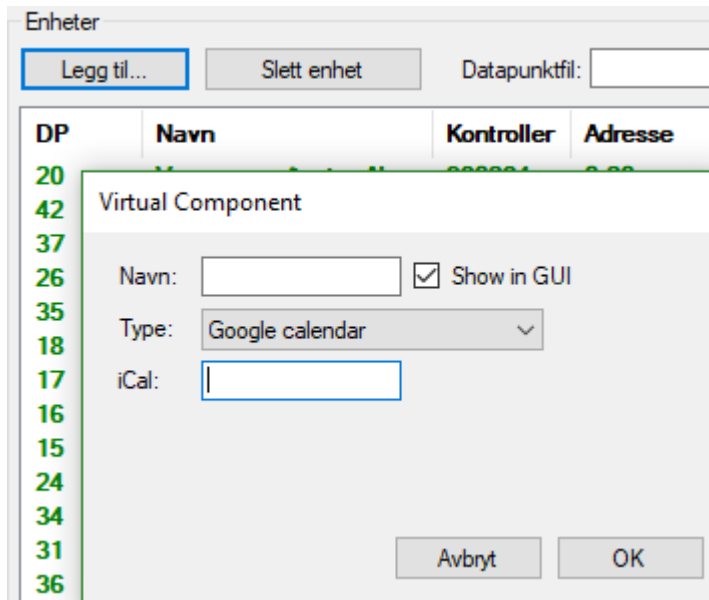 Enheter
Legg til... Slett enhet Datapunktfil:
DP Navn Kontroller Adresse
20
42
Virtual Component
37
26
Navn: Show in GUI
35
18
Type: Google calendar
17
iCal:
16
15
24
34
31
Avbryt OK
36